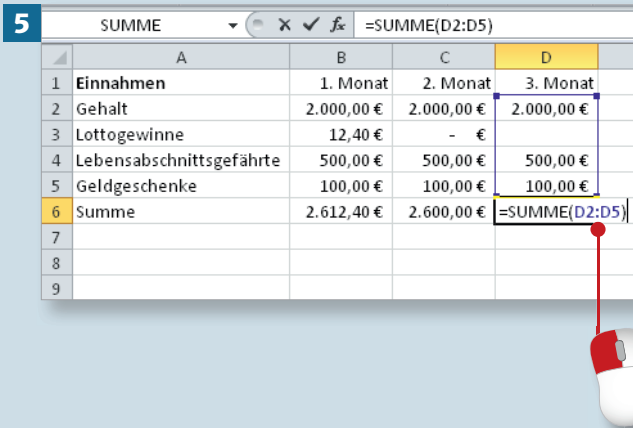 5
SUMME fx =SUMME(D2:D5)
A B C D
1 Einnahmen 1. Monat 2. Monat 3. Monat
2 Gehalt 2.000,00 € 2.000,00 € 2.000,00 €
3 Lottogewinne 12,40 € - €
4 Lebensabschnittsgefährte 500,00 € 500,00 € 500,00 €
5 Geldgeschenke 100,00 € 100,00 € 100,00 €
6 Summe 2.612,40 € 2.600,00 € =SUMME(D2:D5)
7
8
9